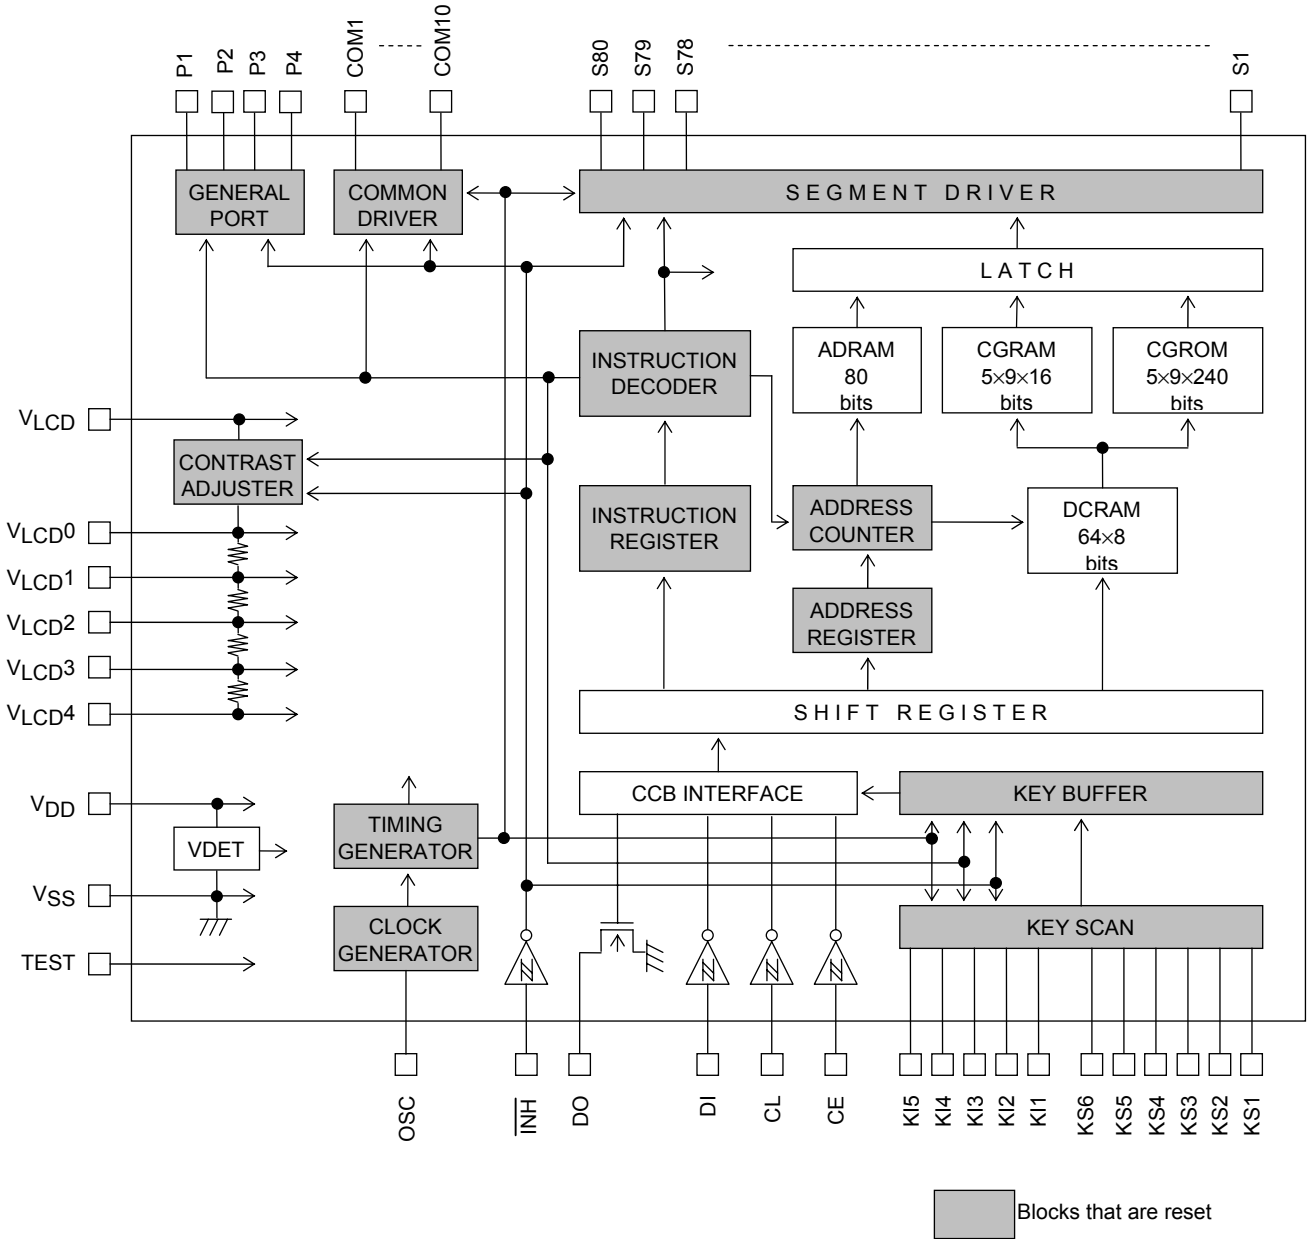 P1
P2
P3
P4
COM1
COM10
S80
S79
S78
S1
GENERAL
PORT
COMMON
DRIVER
SEGMENT DRIVER
LATCH
INSTRUCTION
DECODER
ADRAM
80
bits
CGRAM
5×9×16
bits
CGROM
5×9×240
bits
VLCD
CONTRAST
ADJUSTER
INSTRUCTION
REGISTER
ADDRESS
COUNTER
DCRAM
64×8
bits
VLCD0
VLCD1
VLCD2
VLCD3
VLCD4
ADDRESS
REGISTER
SHIFT REGISTER
VDD
VDET
VSS
TEST
TIMING
GENERATOR
CCB INTERFACE
KEY BUFFER
CLOCK
GENERATOR
KEY SCAN
OSC
INH
DO
DI
CL
CE
KI5
KI4
KI3
KI2
KI1
KS6
KS5
KS4
KS3
KS2
KS1
Blocks that are reset